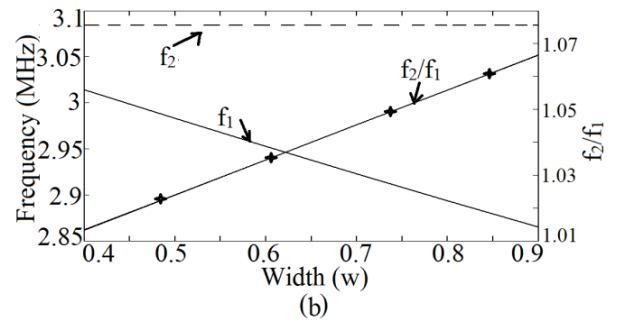 3.1
3.05
3
2.95
2.9
2.85
Frequency (MHz)
f2
f1
f2/f1
1.07
1.05
1.03
1.01
f2/f1
0.4 0.5 0.6 0.7 0.8 0.9
Width (w)
(b)